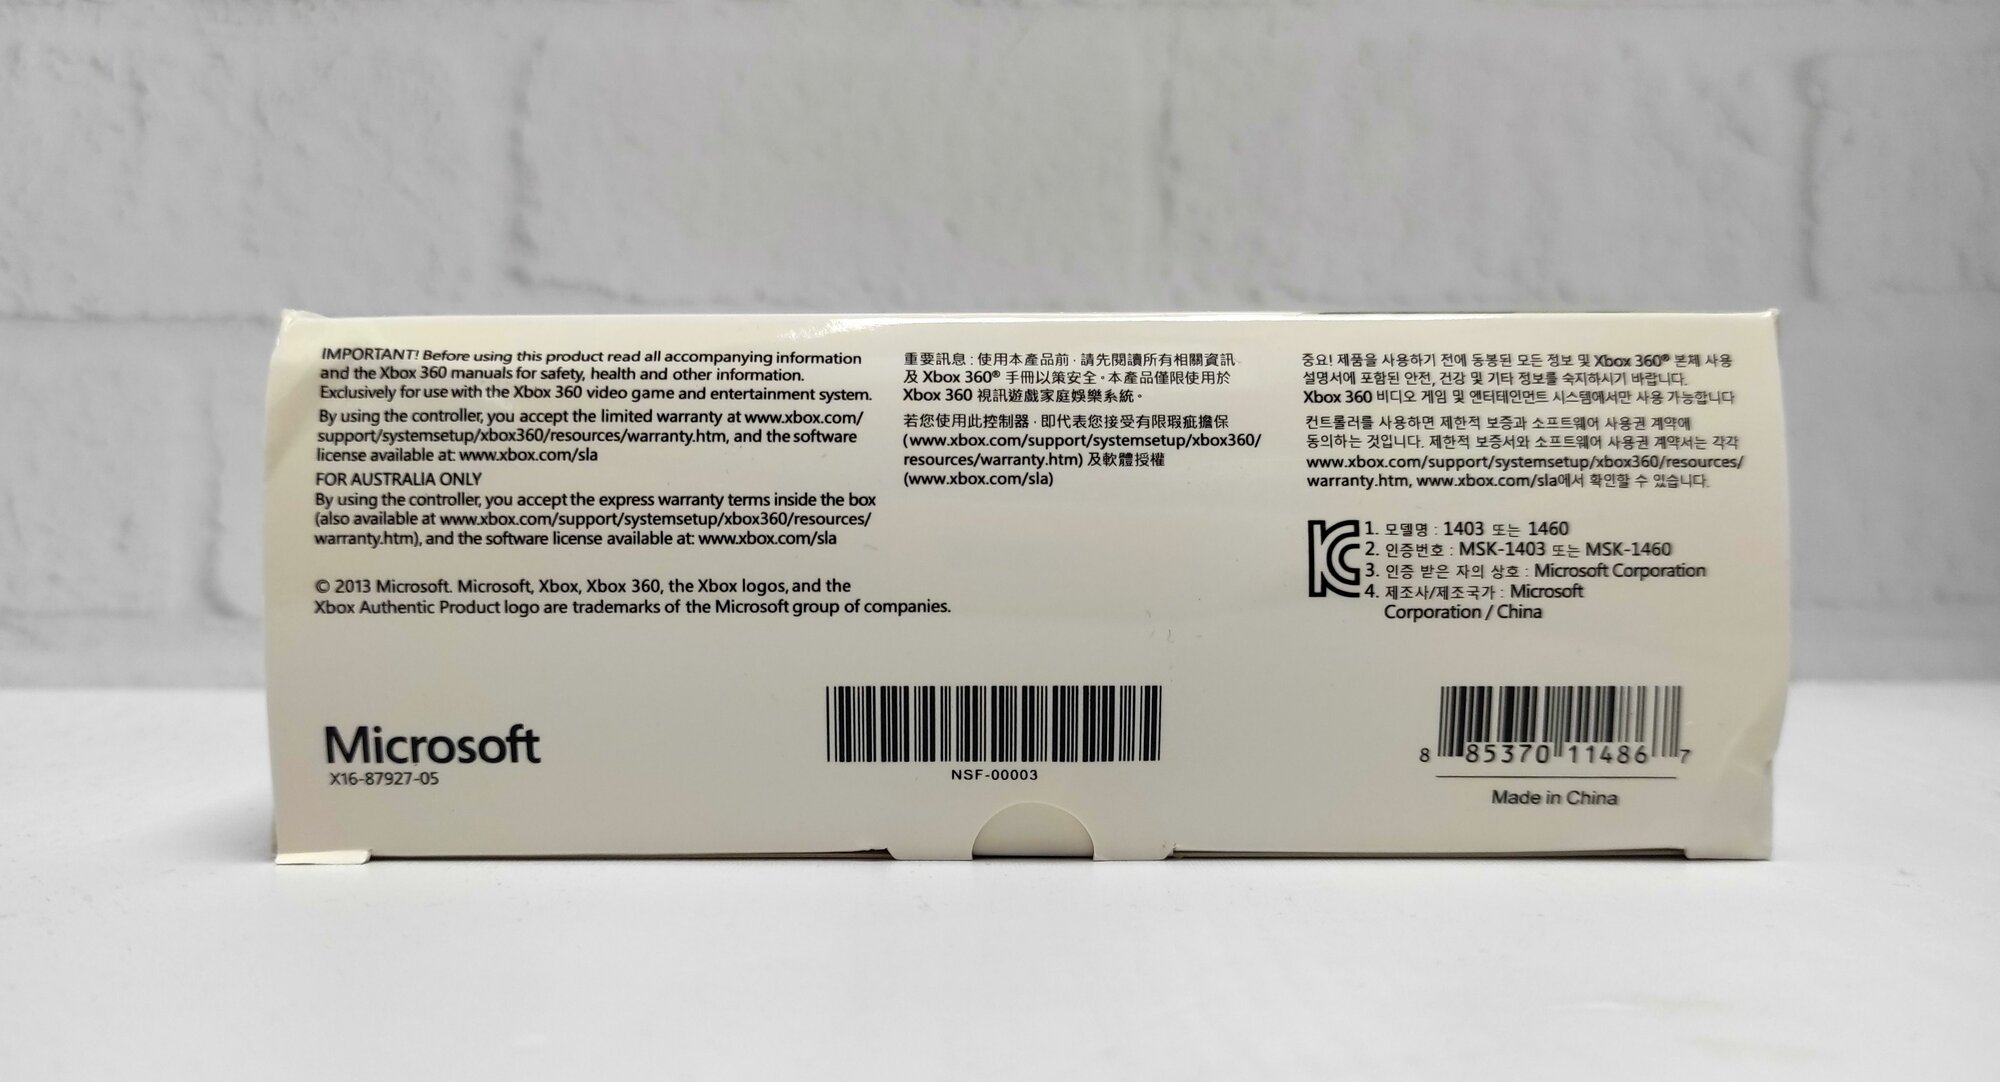 IMPORTANT! Before using this product read all accompanying information
and the Xbox 360 manuals for safety, health and other information.
Exclusively for use with the Xbox 360 video game and entertainment system.
By using the controller, you accept the limited warranty at www.xbox.com/
support/systemsetup/xbox360/resources/warranty.htm, and the software
license available at: www.xbox.com/sla
FOR AUSTRALIA ONLY
By using the controller, you accept the express warranty terms inside the box
(also available at www.xbox.com/support/systemsetup/xbox360/resources/
warranty.htm), and the software license available at: www.xbox.com/sla
© 2013 Microsoft. Microsoft, Xbox, Xbox 360, the Xbox logos, and the
Xbox Authentic Product logo are trademarks of the Microsoft group of companies.
重要訊息：使用本產品前，請先閱讀所有相關資訊
及 Xbox 360® 手冊以策安全。本產品僅限使用於
Xbox 360 視訊遊戲家庭娛樂系統。
若您使用此控制器，即代表您接受有限瑕疵擔保
(www.xbox.com/support/systemsetup/xbox360/
resources/warranty.htm) 及軟體授權
(www.xbox.com/sla)
중요! 제품을 사용하기 전에 동봉된 모든 정보 및 Xbox 360® 본체 사용
설명서에 포함된 안전, 건강 및 기타 정보를 숙지하시기 바랍니다.
Xbox 360 비디오 게임 및 엔터테인먼트 시스템에서만 사용 가능합니다
컨트롤러를 사용하면 제한적 보증과 소프트웨어 사용권 계약에
동의하는 것입니다. 제한적 보증서와 소프트웨어 사용권 계약서는 각각
www.xbox.com/support/systemsetup/xbox360/resources/
warranty.htm, www.xbox.com/sla에서 확인할 수 있습니다.
KC
1. 모델명 : 1403 또는 1460
2. 인증번호 : MSK-1403 또는 MSK-1460
3. 인증 받은 자의 상호 : Microsoft Corporation
4. 제조사/제조국가 : Microsoft
Corporation / China
Microsoft
X16-87927-05
NSF-00003
8 85370 11486 7
Made in China